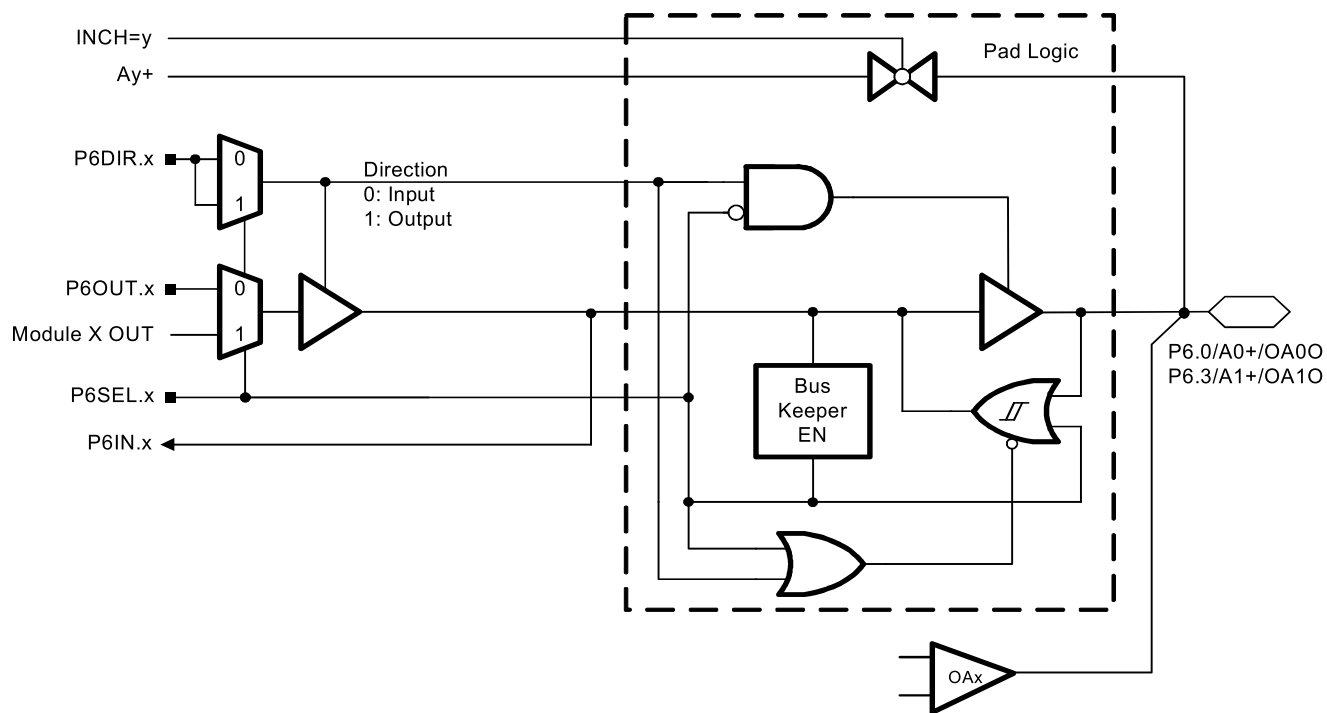 INCH=y
Pad Logic
Ay+
P6DIR.x
0
1
Direction
0: Input
1: Output
P6OUT.x
0
Module X OUT
1
P6SEL.x
P6IN.x
Bus
Keeper
EN
P6.0/A0+/OA0O
P6.3/A1+/OA1O
OAx